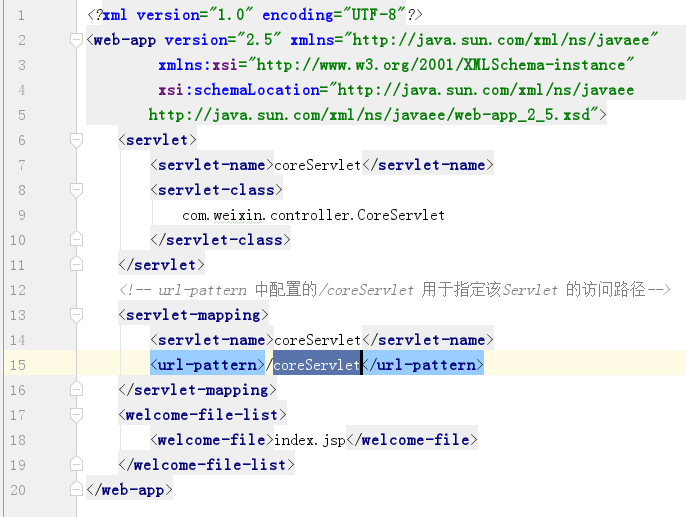 1 <?xml version="1.0" encoding="UTF-8"?>
2 <web-app version="2.5" xmlns="http://java.sun.com/xml/ns/javaee"
3 xmlns:xsi="http://www.w3.org/2001/XMLSchema-instance"
4 xsi:schemaLocation="http://java.sun.com/xml/ns/javaee
5 http://java.sun.com/xml/ns/javaee/web-app_2_5.xsd">
6 <servlet>
7 <servlet-name>coreServlet</servlet-name>
8 <servlet-class>
9 com.weixin.controller.CoreServlet
10 </servlet-class>
11 </servlet>
12 <!-- url-pattern 中配置的/coreServlet 用于指定该Servlet 的访问路径-->
13 <servlet-mapping>
14 <servlet-name>coreServlet</servlet-name>
15 <url-pattern>/coreServlet</url-pattern>
16 </servlet-mapping>
17 <welcome-file-list>
18 <welcome-file>index.jsp</welcome-file>
19 </welcome-file-list>
20 </web-app>